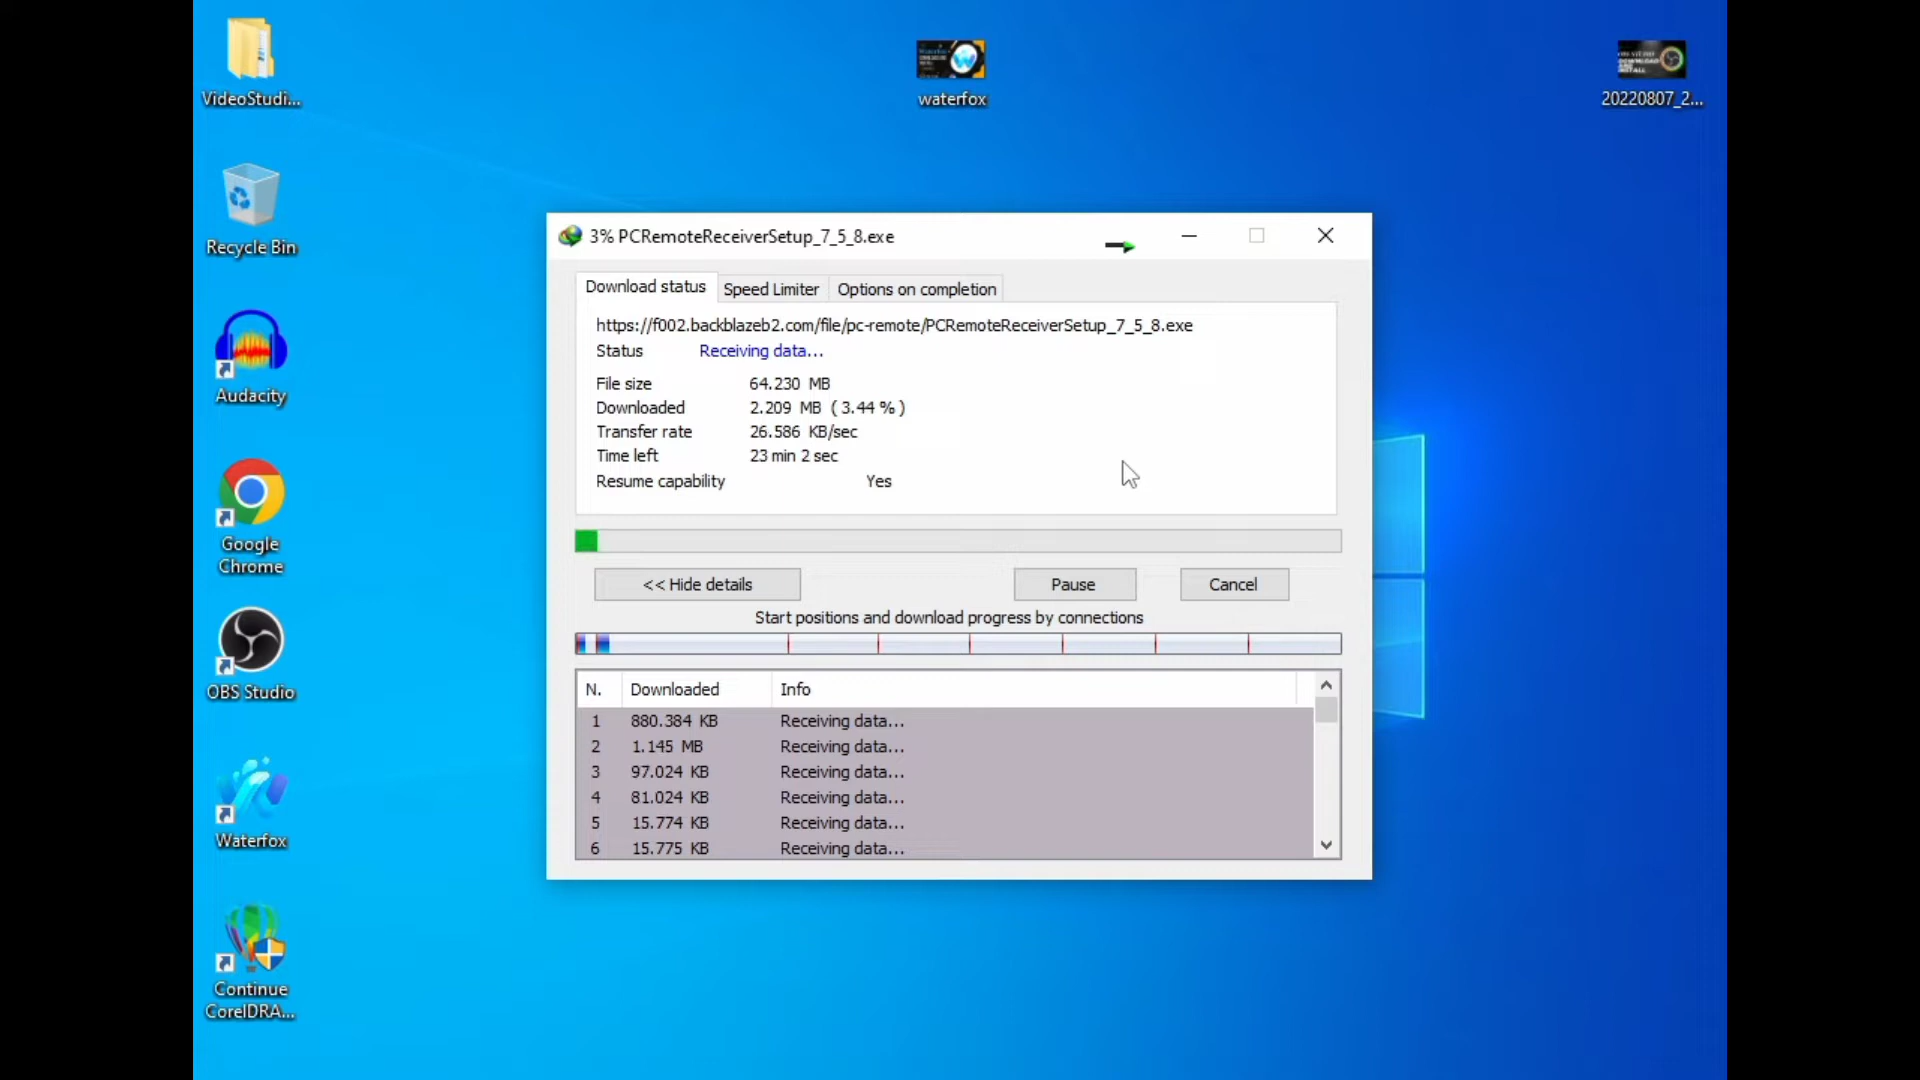 VideoStudi...
waterfox
20220807_2...
Recycle Bin
Audacity
Google
Chrome
OBS Studio
Waterfox
Continue
CorelDRA...
3% PCRemoteReceiverSetup_7_5_8.exe
Download status
Speed Limiter
Options on completion
https://f002.backblazeb2.com/file/pc-remote/PCRemoteReceiverSetup_7_5_8.exe
Status Receiving data...
File size 64.230 MB
Downloaded 2.209 MB ( 3.44 % )
Transfer rate 26.586 KB/sec
Time left 23 min 2 sec
Resume capability Yes
<< Hide details
Pause
Cancel
Start positions and download progress by connections
N. Downloaded Info
1 880.384 KB Receiving data...
2 1.145 MB Receiving data...
3 97.024 KB Receiving data...
4 81.024 KB Receiving data...
5 15.774 KB Receiving data...
6 15.775 KB Receiving data...